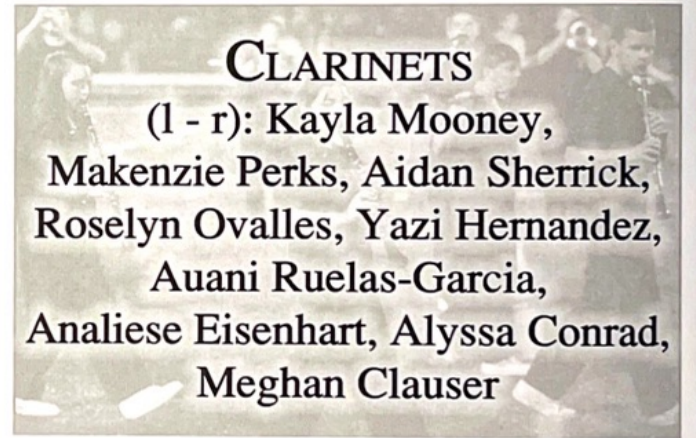 CLARINETS
(l - r): Kayla Mooney,
Makenzie Perks, Aidan Sherrick,
Roselyn Ovalles, Yazi Hernandez,
Auani Ruelas-Garcia,
Analiese Eisenhart, Alyssa Conrad,
Meghan Clauser